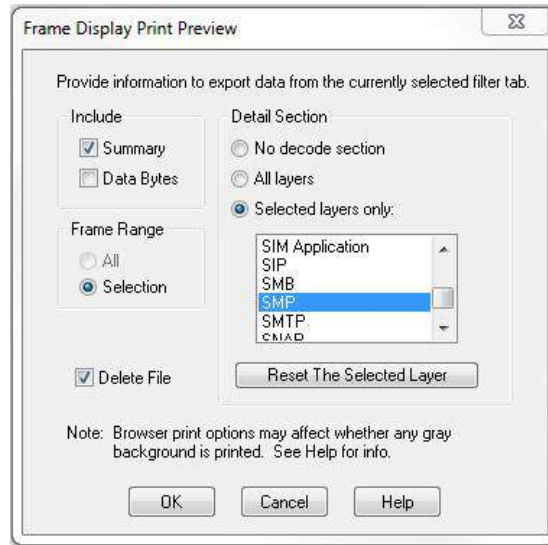 Frame Display Print Preview
Provide information to export data from the currently selected filter tab.
Include
Summary
Data Bytes
Frame Range
All
Selection
Delete File
Detail Section
No decode section
All layers
Selected layers only:
SIM Application
SIP
SMB
SMP
SMTP
SNAP
Reset The Selected Layer
Note: Browser print options may affect whether any gray
background is printed. See Help for info.
OK
Cancel
Help